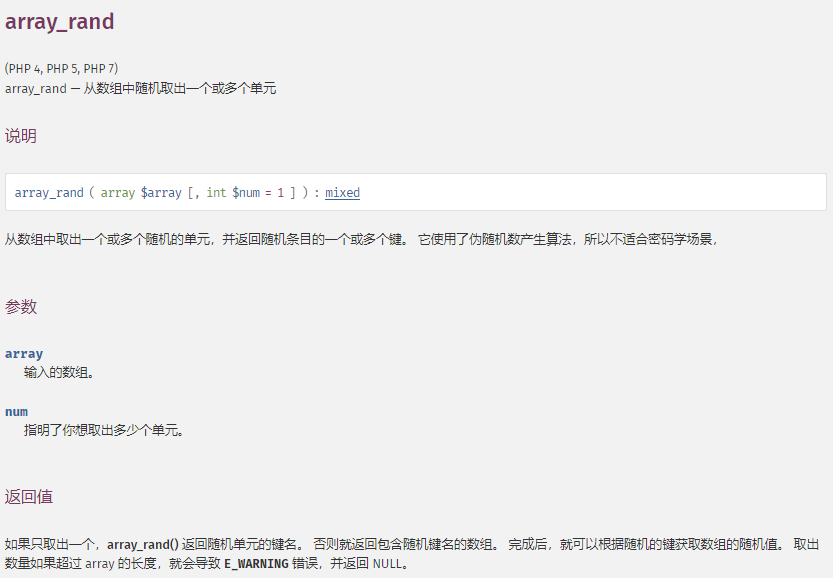 array_rand
(PHP 4, PHP 5, PHP 7)
array_rand — 从数组中随机取出一个或多个单元
说明
array_rand ( array $array [, int $num = 1 ] ) : mixed
从数组中取出一个或多个随机的单元，并返回随机条目的一个或多个键。 它使用了伪随机数产生算法，所以不适合密码学场景，
参数
array
输入的数组。
num
指明了你想取出多少个单元。
返回值
如果只取出一个，array_rand() 返回随机单元的键名。 否则就返回包含随机键名的数组。 完成后，就可以根据随机的键获取数组的随机值。 取出
数量如果超过 array 的长度，就会导致 E_WARNING 错误，并返回 NULL。